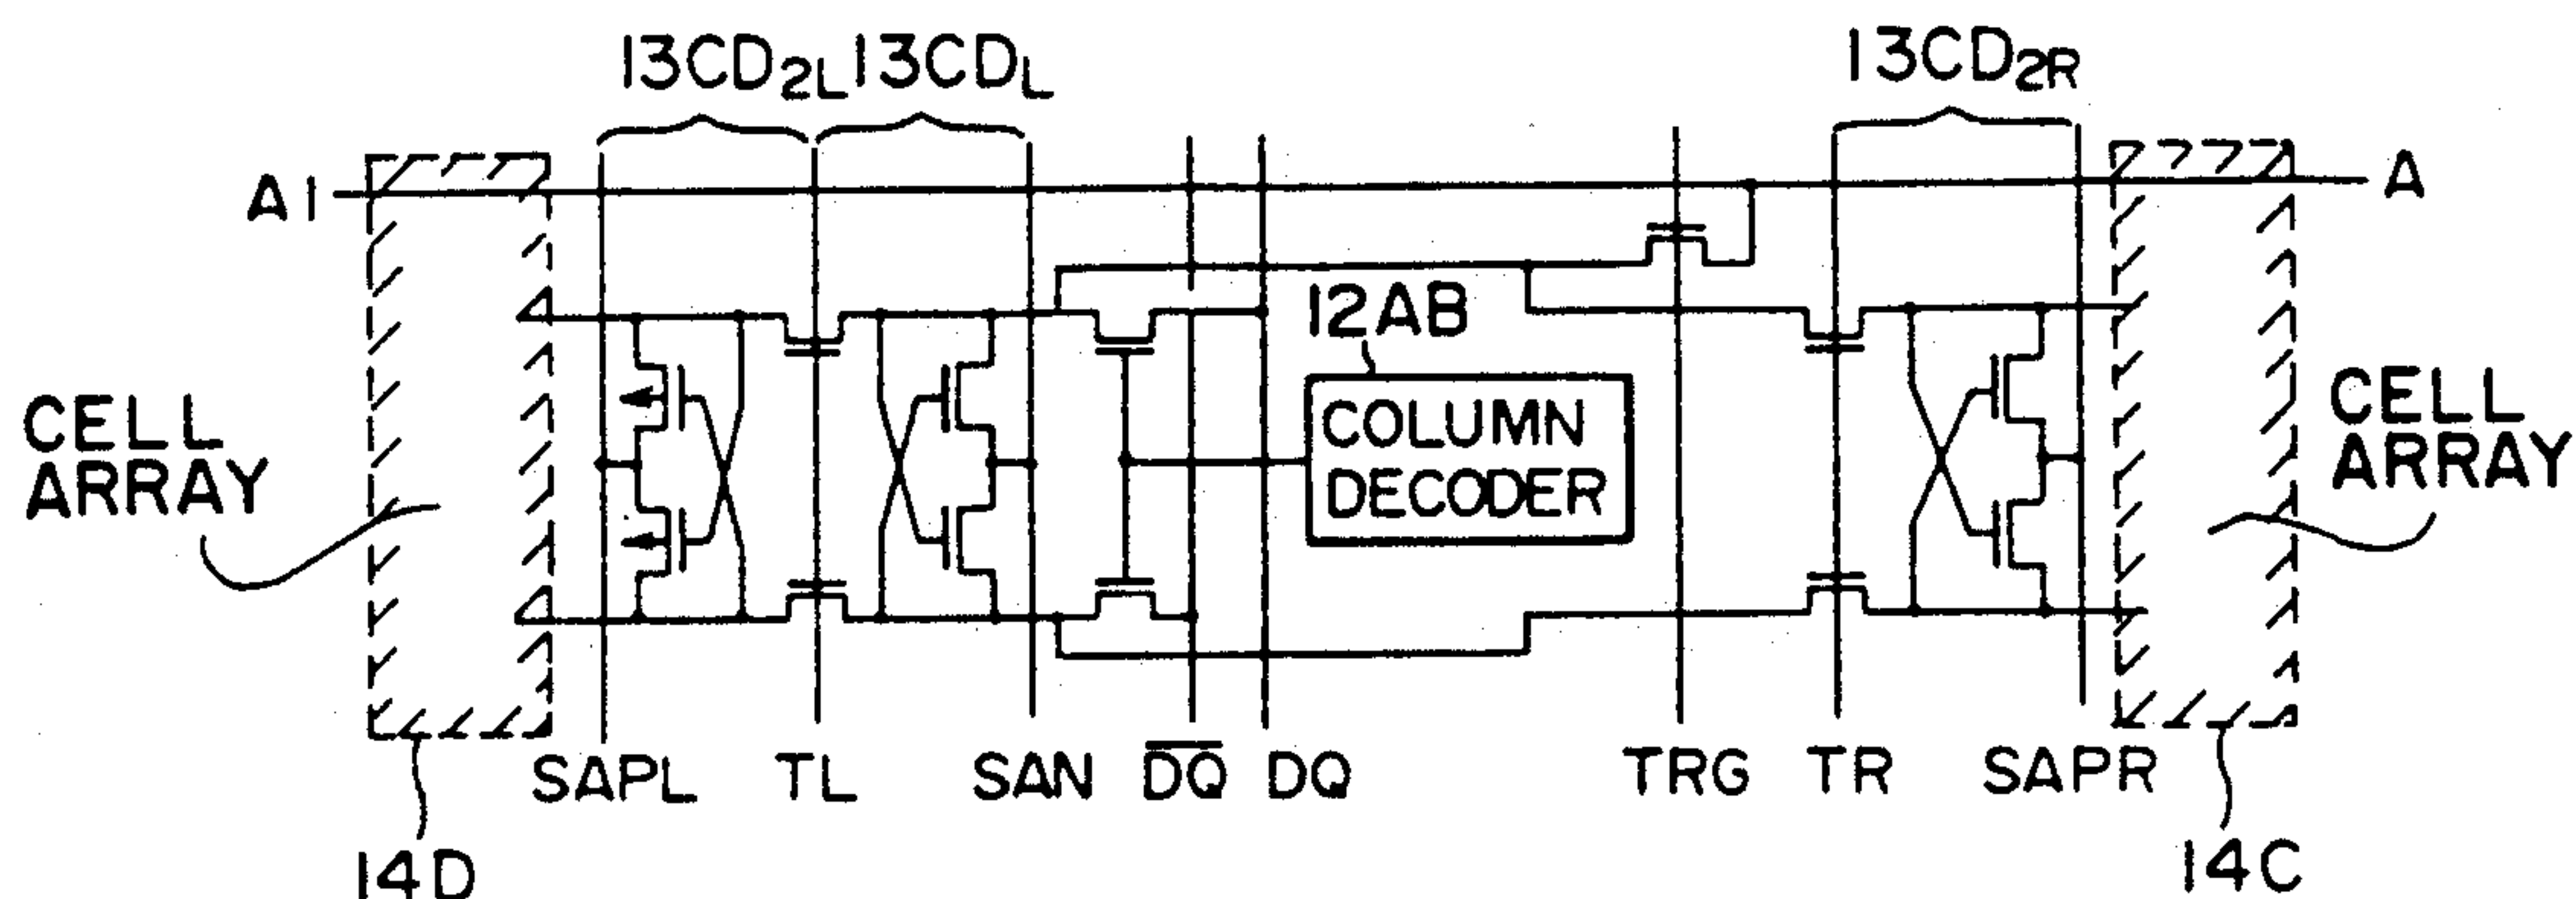 13CD2L
13CDL
13CD2R
A1
A
12AB
COLUMN
DECODER
CELL
ARRAY
CELL
ARRAY
SAPL
TL
SAN
D̅Q̅
DQ
TRG
TR
SAPR
14D
14C